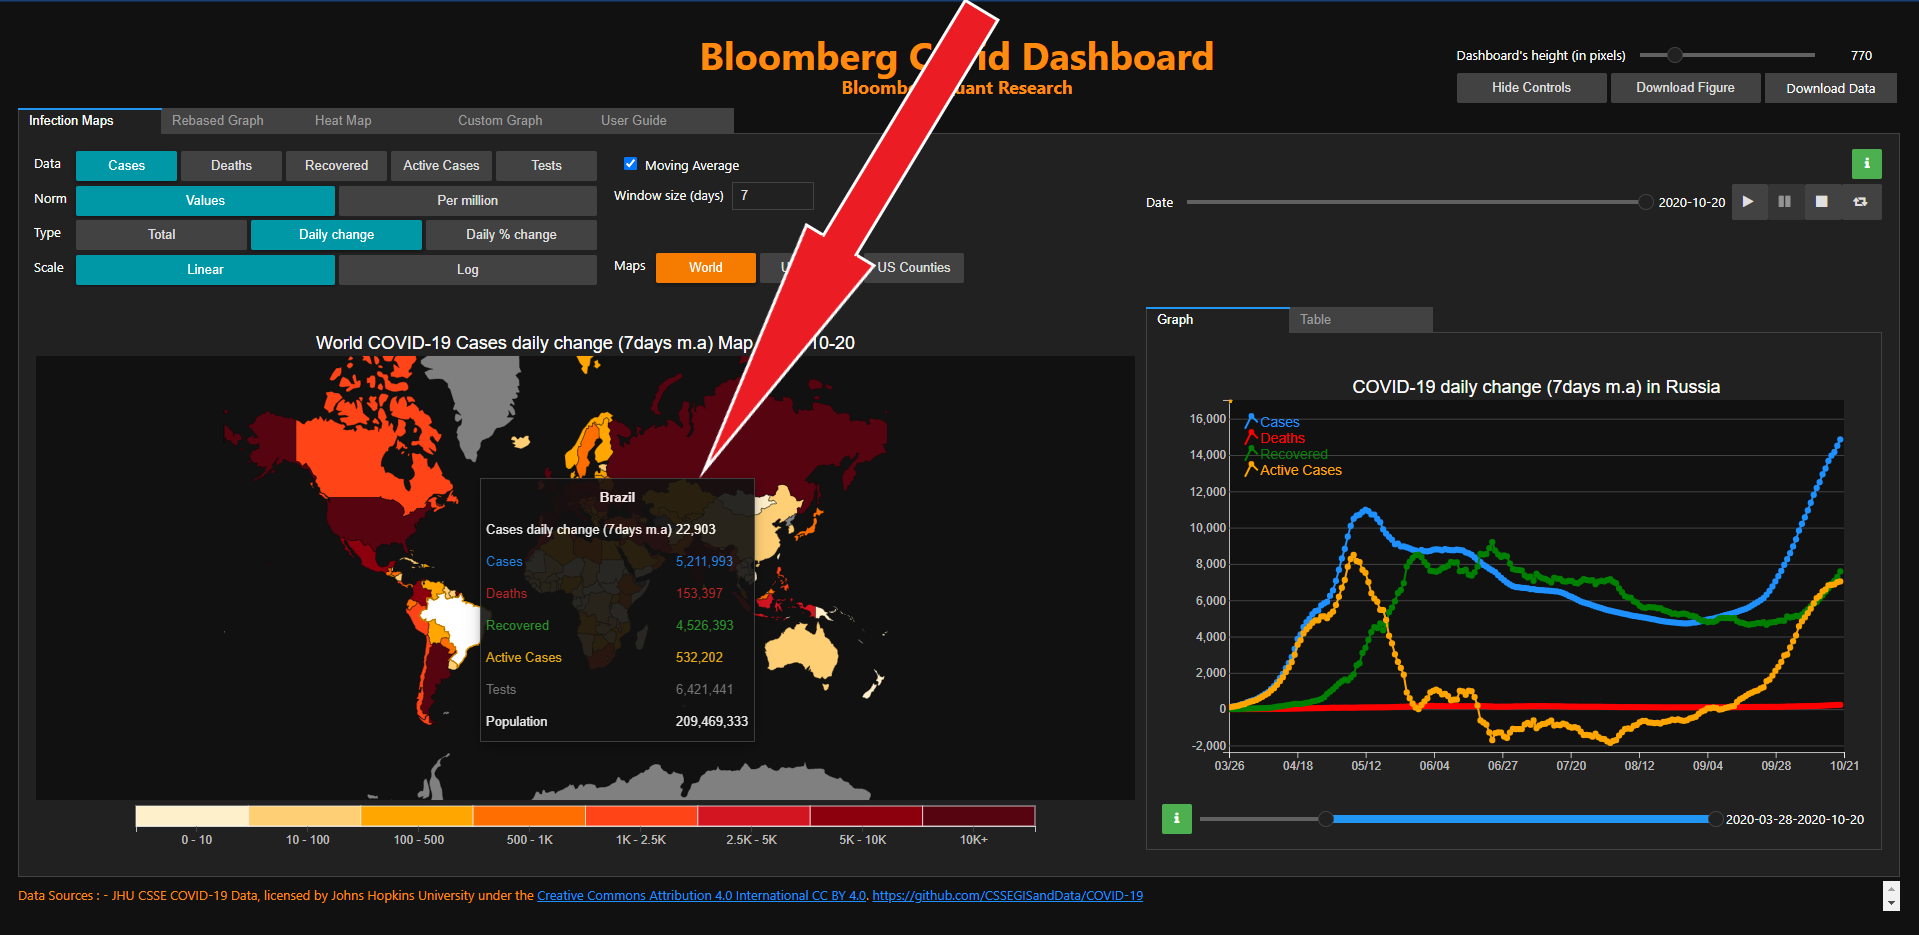 Bloomberg C id Dashboard
Bloombe uant Research
Dashboard's height (in pixels) 770
Hide Controls Download Figure Download Data
Infection Maps Rebased Graph Heat Map Custom Graph User Guide
Data Cases Deaths Recovered Active Cases Tests
Moving Average
Norm Values Per million
Window size (days) 7
Type Total Daily change Daily % change
Scale Linear Log
Maps World U US Counties
Date 2020-10-20
World COVID-19 Cases daily change (7days m.a) Map 10-20
Brazil
Cases daily change (7days m.a) 22,903
Cases 5,211,993
Deaths 153,397
Recovered 4,526,393
Active Cases 532,202
Tests 6,421,441
Population 209,469,333
0 - 10 10 - 100 100 - 500 500 - 1K 1K - 2.5K 2.5K - 5K 5K - 10K 10K+
Graph Table
COVID-19 daily change (7days m.a) in Russia
Cases
Deaths
Recovered
Active Cases
16,000
14,000
12,000
10,000
8,000
6,000
4,000
2,000
0
-2,000
03/26 04/18 05/12 06/04 06/27 07/20 08/12 09/04 09/28 10/21
2020-03-28-2020-10-20
Data Sources : - JHU CSSE COVID-19 Data, licensed by Johns Hopkins University under the Creative Commons Attribution 4.0 International CC BY 4.0. https://github.com/CSSEGISandData/COVID-19